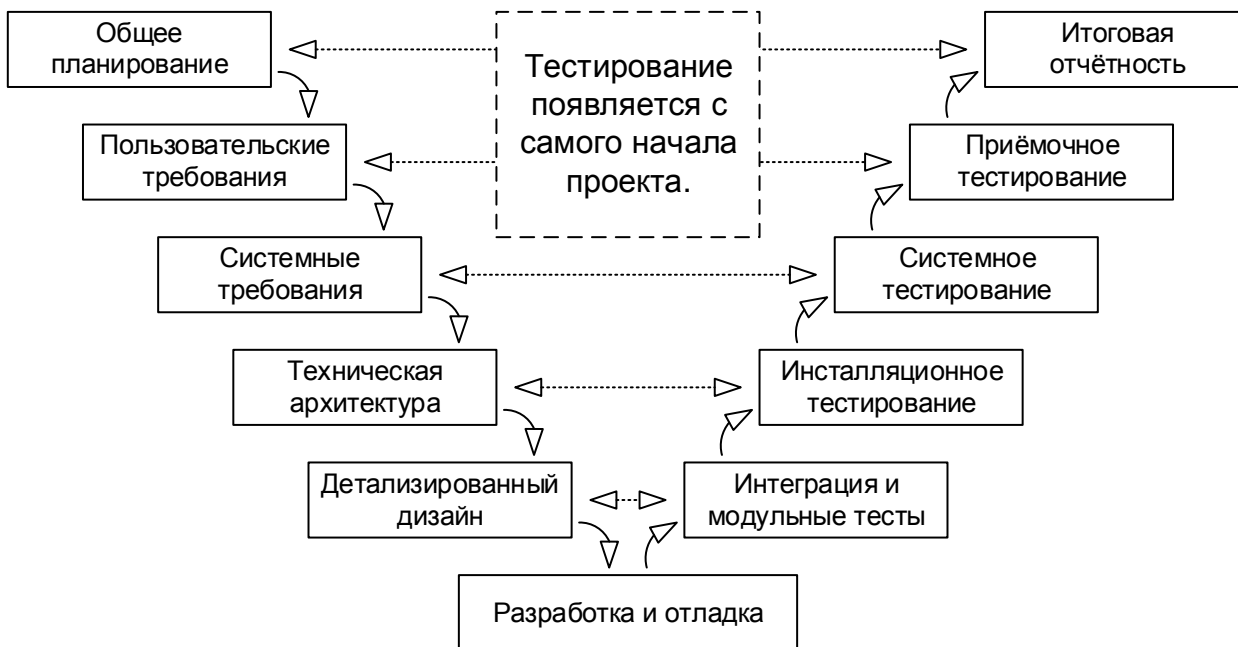 Общее
планирование
Тестирование
появляется с
самого начала
проекта.
Итоговая
отчётность
Пользовательские
требования
Приёмочное
тестирование
Системные
требования
Системное
тестирование
Техническая
архитектура
Инсталляционное
тестирование
Детализированный
дизайн
Интеграция и
модульные тесты
Разработка и отладка